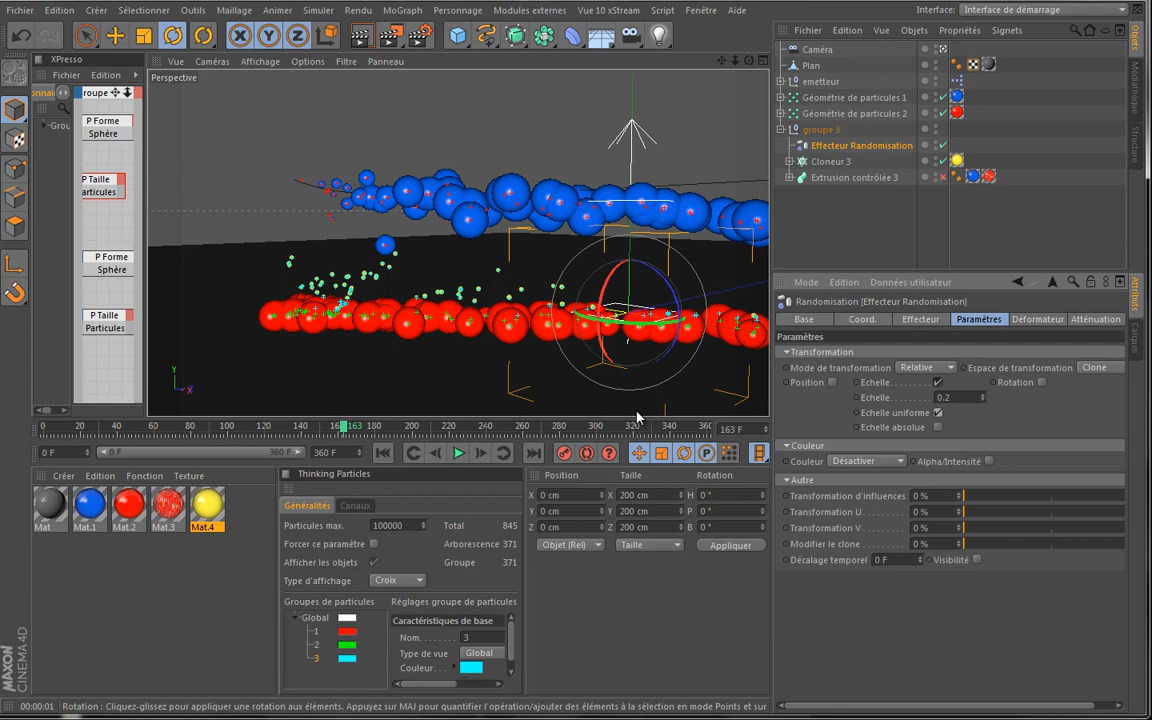 Fichier Edition Créer Sélectionner Outils Maillage Animer Simuler Rendu MoGraph Personnage Modules externes Vue 10 xStream Script Fenêtre Aide Interface: Interface de démarrage
XPresso
Fichier Edition
Vue Caméras Affichage Options Filtre Panneau
Perspective
roupe
Grou
P Forme
Sphère
P Taille
articules
P Forme
Sphère
P Taille
Particules
Y
X
Fichier Edition Vue Objets Propriétés Signets
Caméra
Plan
emetteur
Géométrie de particules 1
Géométrie de particules 2
groupe 3
Effecteur Randomisation
Cloneur 3
Extrusion contrôlée 3
Objets
Médiathèque
Structure
Mode Edition Données utilisateur
Randomisation [Effecteur Randomisation]
Base Coord. Effecteur Paramètres Déformateur Atténuation
Paramètres
Transformation
Mode de transformation Relative Espace de transformation Clone
Position Echelle Rotation
Echelle 0.2
Echelle uniforme
Echelle absolue
Couleur
Couleur Désactiver Alpha/Intensité
Autre
Transformation d'influences 0 %
Transformation U 0 %
Transformation V 0 %
Modifier le clone 0 %
Décalage temporel 0 F Visibilité
Attributs
Calques
0 20 40 60 80 100 120 140 16 163 180 200 220 240 260 280 300 320 340 36 163 F
0 F 0 F 360 F 360 F
Créer Edition Fonction Texture
Mat Mat.1 Mat.2 Mat.3 Mat.4
Thinking Particles
Généralités Canaux
Particules max. 100000 Total 845
Forcer ce paramètre Arborescence 371
Afficher les objets Groupe 371
Type d'affichage Croix
Groupes de particules Réglages groupe de particules
Global
1
2
3
Caractéristiques de base
Nom 3
Type de vue Global
Couleur
Position Taille Rotation
X 0 cm X 200 cm H 0 °
Y 0 cm Y 200 cm P 0 °
Z 0 cm Z 200 cm B 0 °
Objet (Rel) Taille Appliquer
MAXON
CINEMA 4D
00:00:01 Rotation : Cliquez-glissez pour appliquer une rotation aux éléments. Appuyez sur MAJ pour quantifier l'opération/ajouter des éléments à la sélection en mode Points et sur